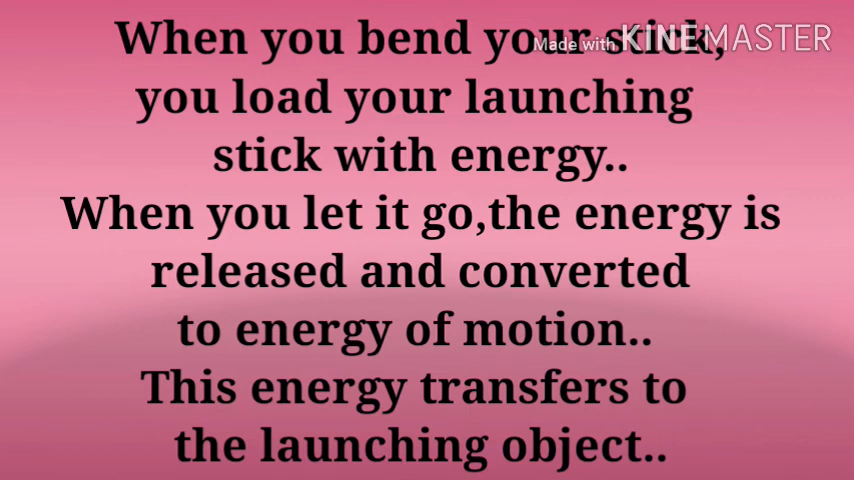 When you bend your stick,
Made with KINEMASTER
you load your launching
stick with energy..
When you let it go,the energy is
released and converted
to energy of motion..
This energy transfers to
the launching object..